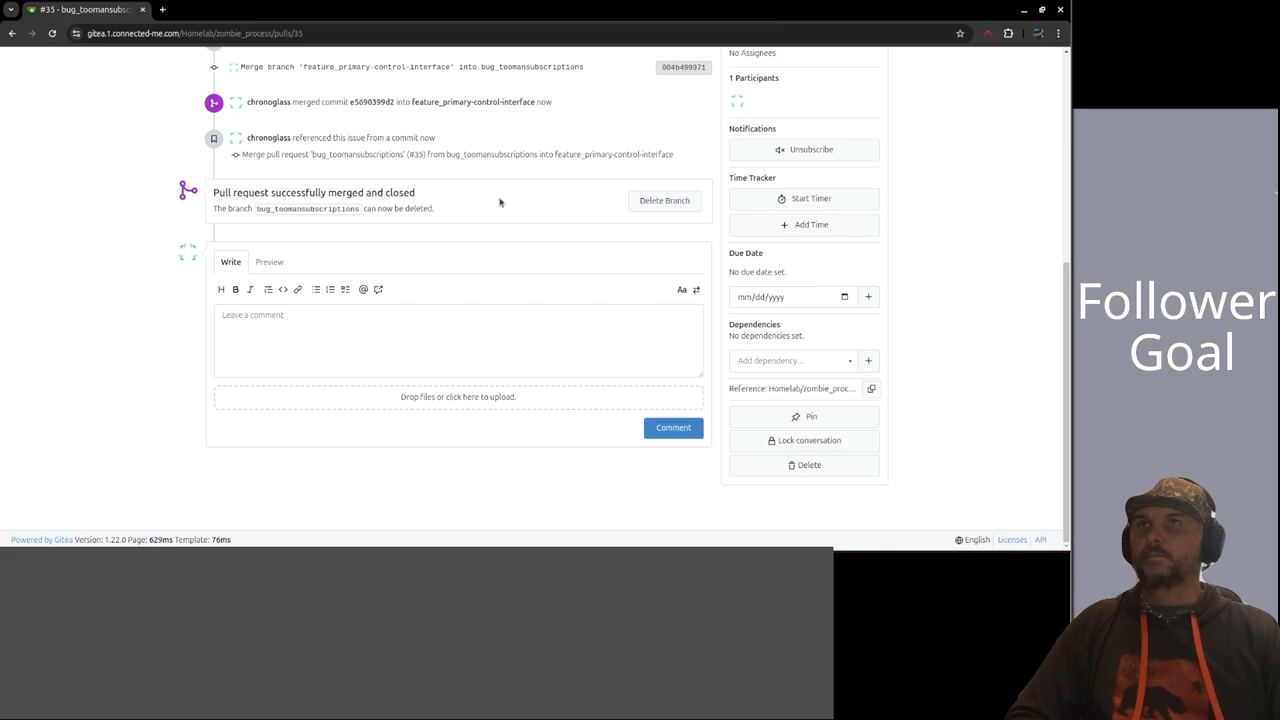 #35 - bug_toomansubsc
gitea.1.connected-me.com/Homelab/zombie_process/pulls/35
Merge branch 'feature_primary-control-interface' into bug_toomansubscriptions
004b499971
chronoglass merged commit e5690399d2 into feature_primary-control-interface now
chronoglass referenced this issue from a commit now
Merge pull request 'bug_toomansubscriptions' (#35) from bug_toomansubscriptions into feature_primary-control-interface
Pull request successfully merged and closed
The branch bug_toomansubscriptions can now be deleted.
Delete Branch
Write
Preview
H B I
@
Aa
Leave a comment
Drop files or click here to upload.
Comment
No Assignees
1 Participants
Notifications
Unsubscribe
Time Tracker
Start Timer
Add Time
Due Date
No due date set.
mm/dd/yyyy
Dependencies
No dependencies set.
Add dependency...
Reference: Homelab/zombie_proc...
Pin
Lock conversation
Delete
Powered by Gitea Version: 1.22.0 Page: 629ms Template: 76ms
English
Licenses
API
Follower
Goal